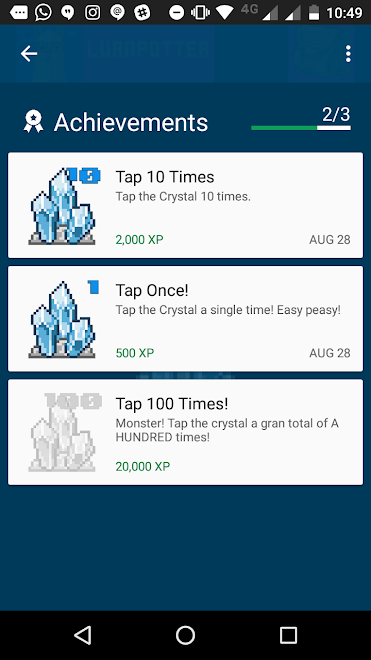 4G 10:49
Achievements 2/3
10
Tap 10 Times
Tap the Crystal 10 times.
2,000 XP AUG 28
1
Tap Once!
Tap the Crystal a single time! Easy peasy!
500 XP AUG 28
100
Tap 100 Times!
Monster! Tap the crystal a gran total of A
HUNDRED times!
20,000 XP